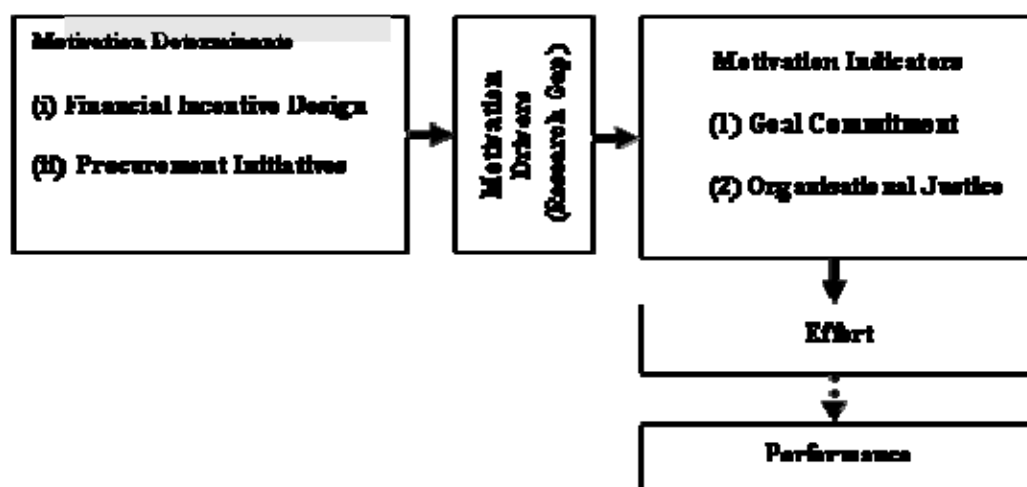 Motivation Determinants
(i) Financial Incentive Design
(ii) Procurement Initiatives
Motivation
Drivers
(Research Gap)
Motivation Indicators
(1) Goal Commitment
(2) Organisational Justice
Effort
Performance